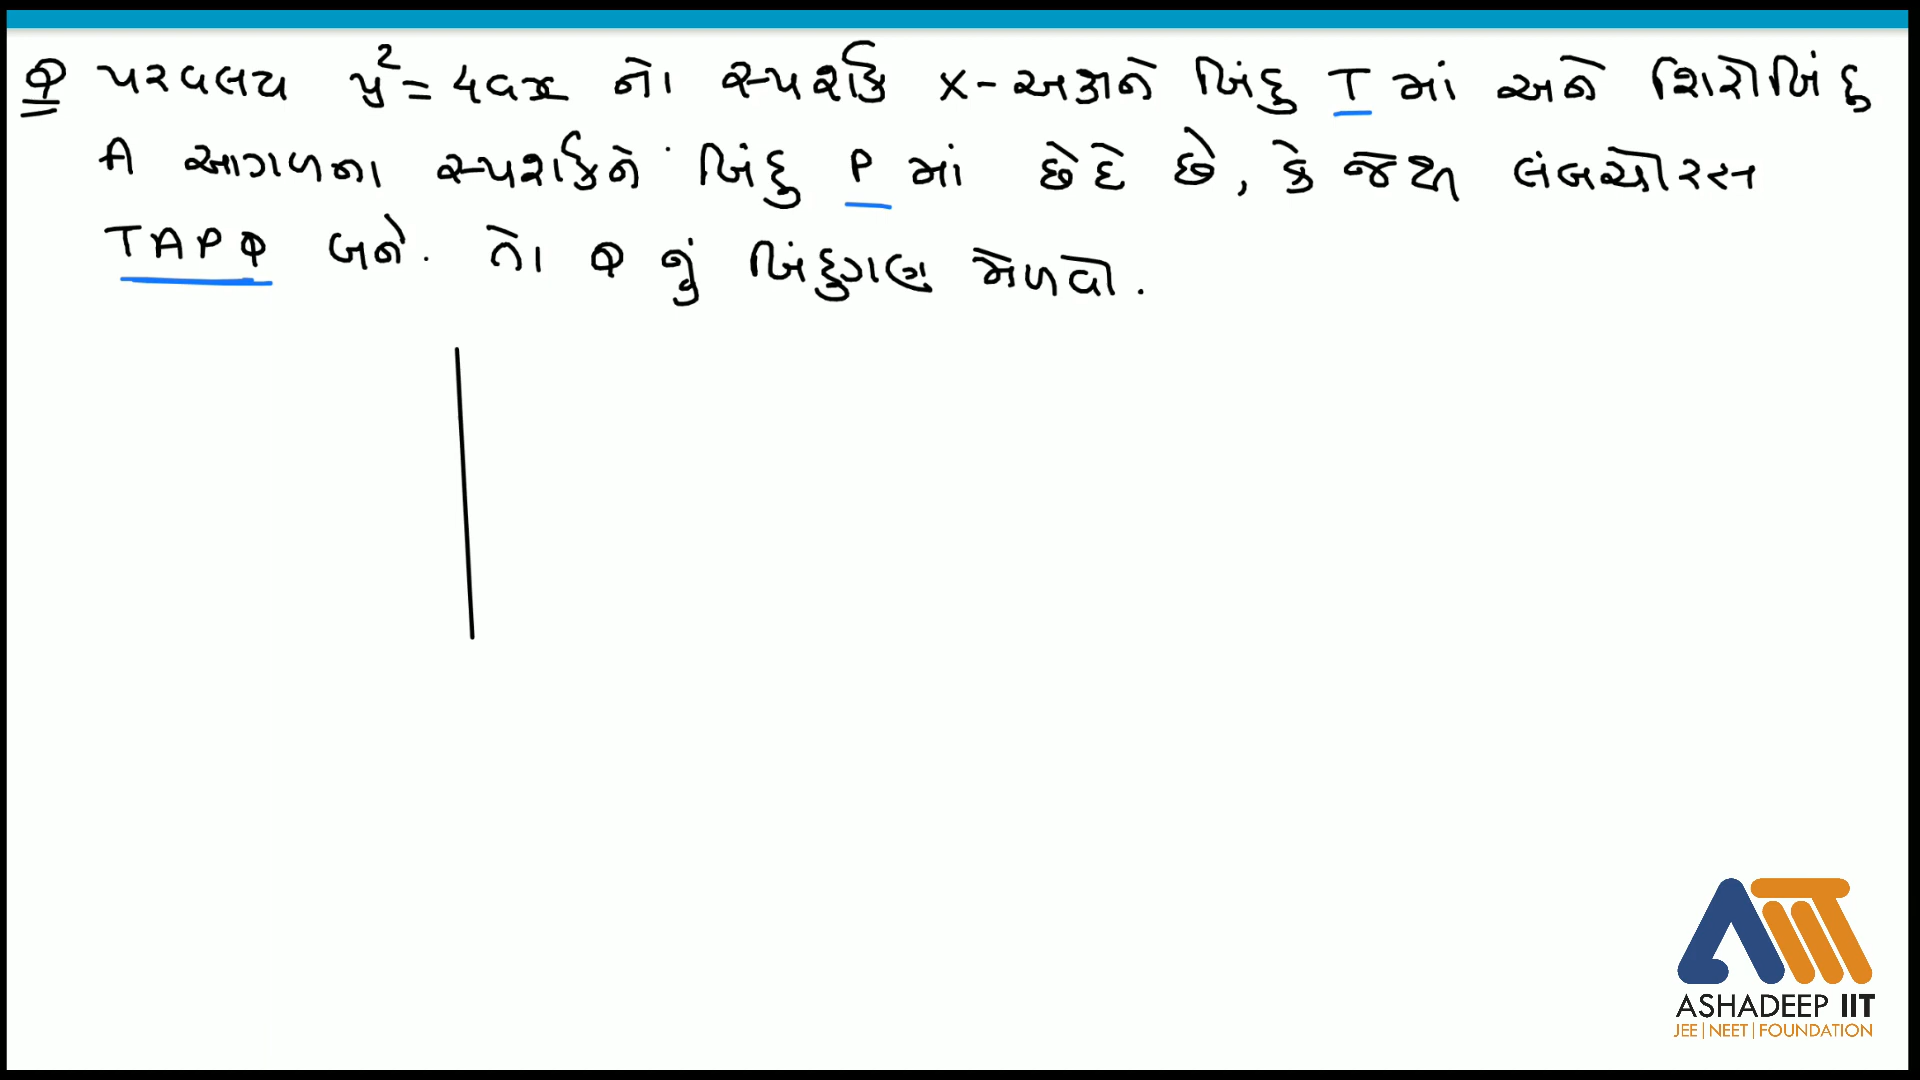 Q પરવલય y² = 4ax નો સ્પર્શક X-અક્ષને બિંદુ T માં અને શિરોબિંદુ
A આગળના સ્પર્શકને બિંદુ P માં છેદે છે, કે જેથી લંબચોરસ
TAPQ બને. તો Q નું બિંદુગણ મેળવો.
ASHADEEP IIT
JEE | NEET | FOUNDATION